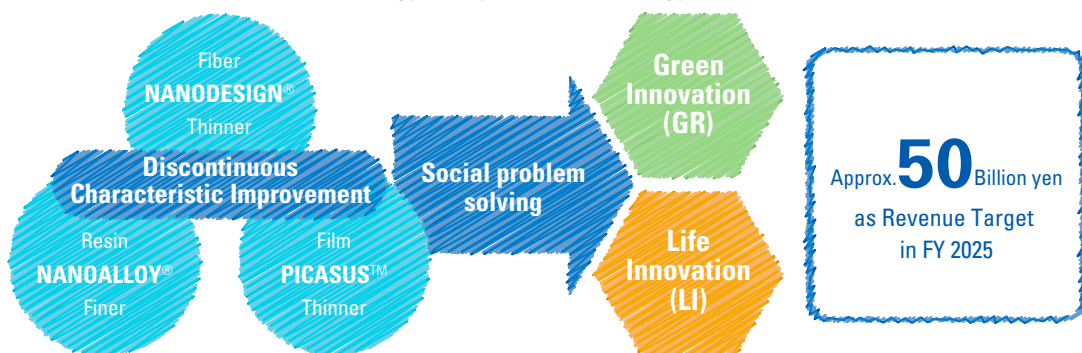 Fiber
NANODESIGN®
Thinner
Discontinuous
Characteristic Improvement
Resin
NANOALLOY®
Finer
Film
PICASUS™
Thinner
Social problem
solving
Green
Innovation
(GR)
Life
Innovation
(LI)
Approx.50Billion yen
as Revenue Target
in FY 2025